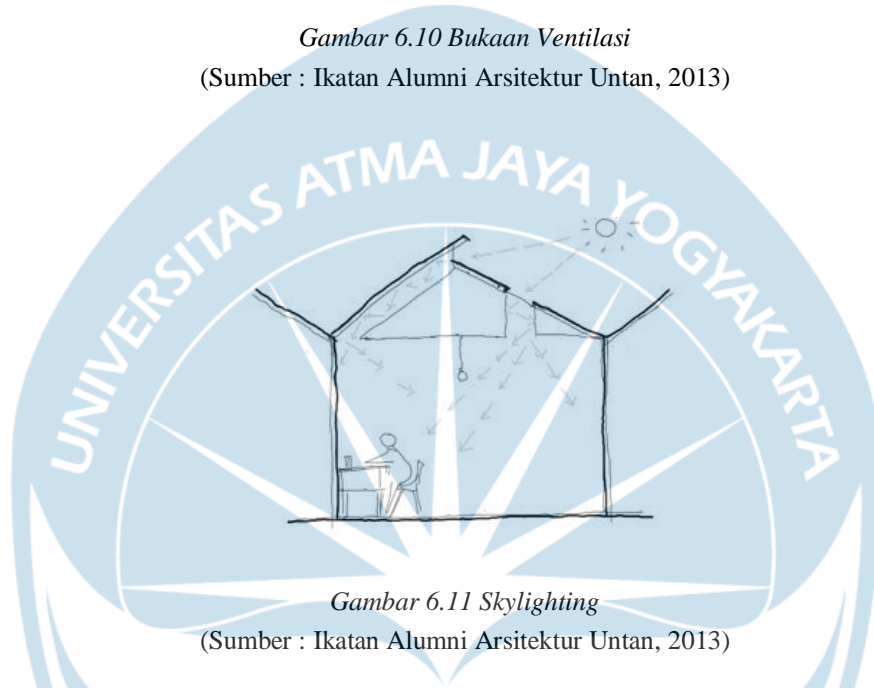 Gambar 6.10 Bukaan Ventilasi
(Sumber : Ikatan Alumni Arsitektur Untan, 2013)
UNIVERSITAS ATMA JAYA YOGYAKARTA
Gambar 6.11 Skylighting
(Sumber : Ikatan Alumni Arsitektur Untan, 2013)